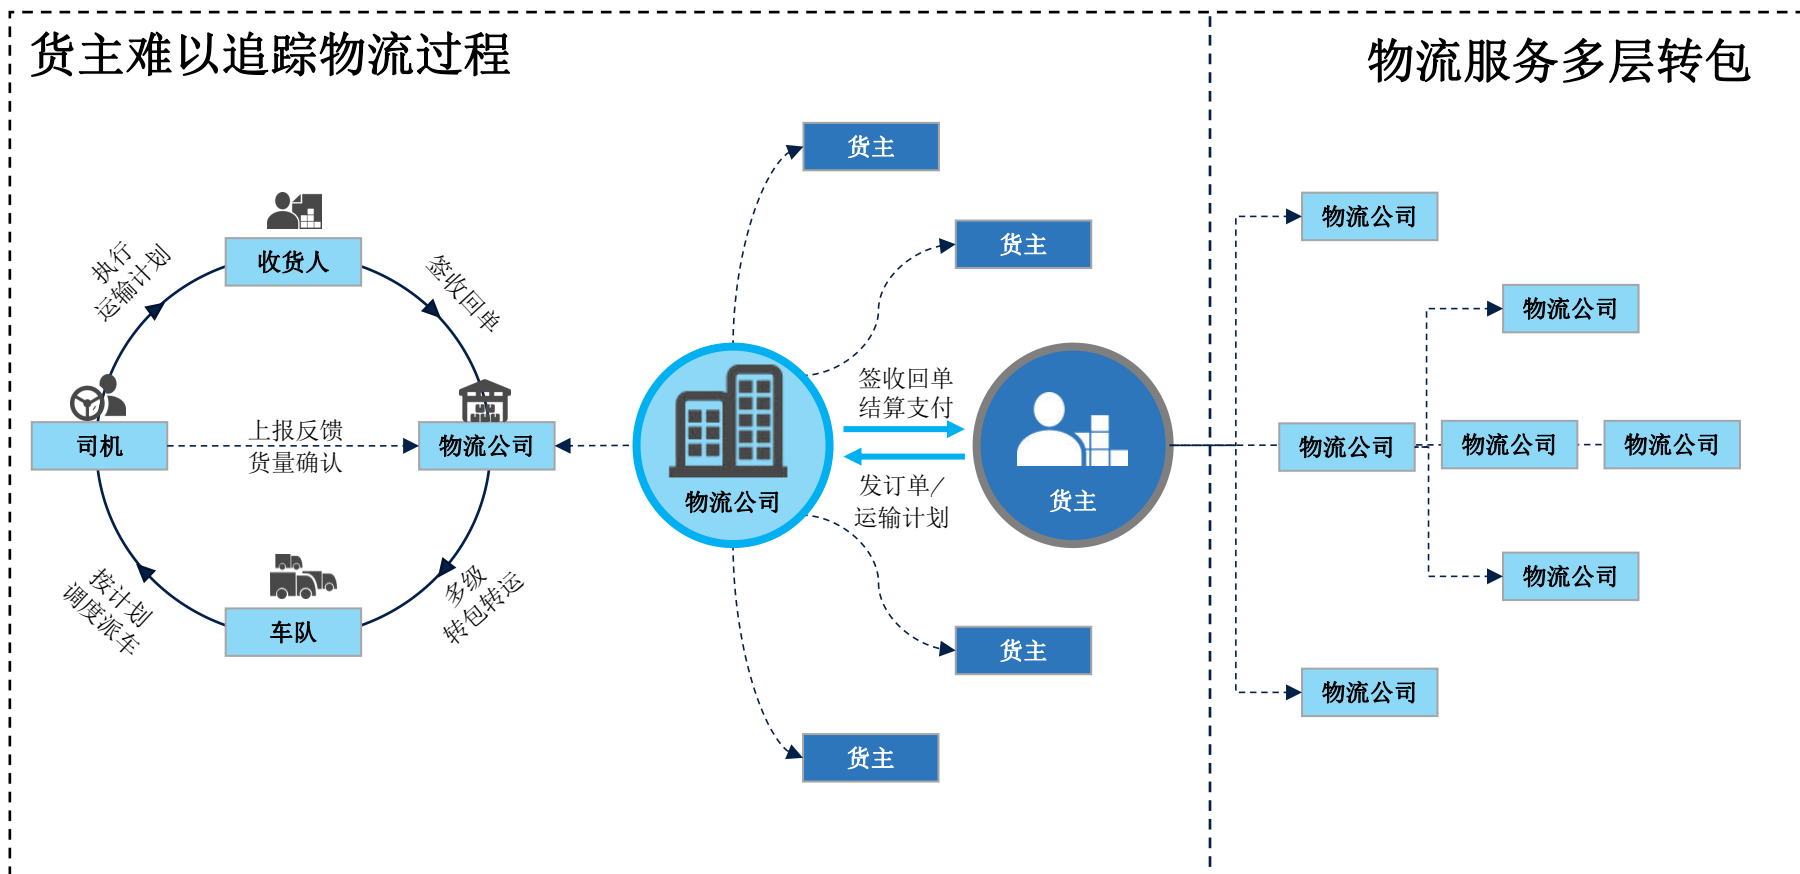 货主难以追踪物流过程
物流服务多层转包
货主
货主
收货人
执行
运输计划
签收回单
司机
上报反馈
货量确认
物流公司
按计划
调度派车
车队
多级
转包转运
物流公司
签收回单
结算支付
发订单/
运输计划
货主
货主
货主
物流公司
物流公司
物流公司
物流公司
物流公司
物流公司
物流公司